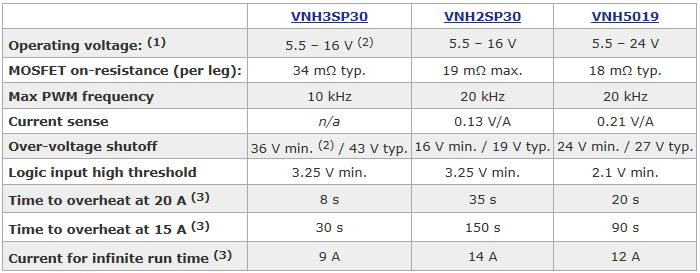 VNH3SP30 VNH2SP30 VNH5019
Operating voltage: (1) 5.5 – 16 V (2) 5.5 – 16 V 5.5 – 24 V
MOSFET on-resistance (per leg): 34 mΩ typ. 19 mΩ max. 18 mΩ typ.
Max PWM frequency 10 kHz 20 kHz 20 kHz
Current sense n/a 0.13 V/A 0.21 V/A
Over-voltage shutoff 36 V min. (2) / 43 V typ. 16 V min. / 19 V typ. 24 V min. / 27 V typ.
Logic input high threshold 3.25 V min. 3.25 V min. 2.1 V min.
Time to overheat at 20 A (3) 8 s 35 s 20 s
Time to overheat at 15 A (3) 30 s 150 s 90 s
Current for infinite run time (3) 9 A 14 A 12 A